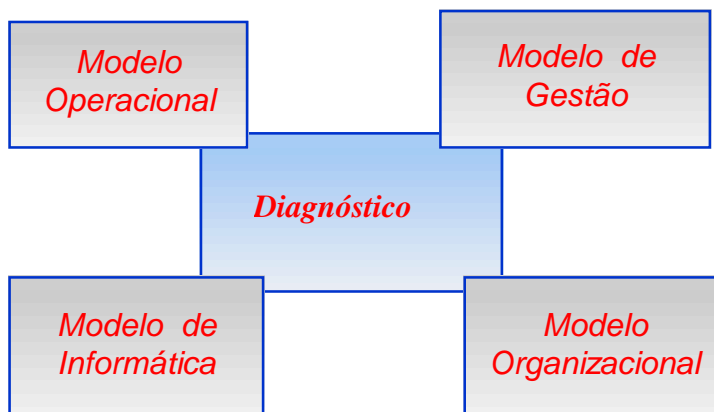 Modelo
Operacional
Modelo de
Gestão
Diagnóstico
Modelo de
Informática
Modelo
Organizacional